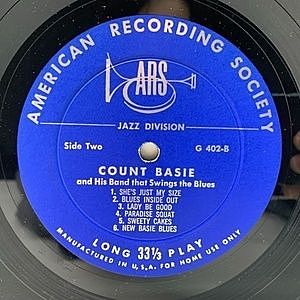 AMERICAN RECORDING SOCIETY
ARS
JAZZ DIVISION
Side Two
G 402-B
COUNT BASIE
and His Band that Swings the Blues
1. SHE'S JUST MY SIZE
2. BLUES INSIDE OUT
3. LADY BE GOOD
4. PARADISE SQUAT
5. SWEETY CAKES
6. NEW BASIE BLUES
LONG 33⅓ PLAY
MANUFACTURED IN U.S.A. FOR HOME USE ONLY